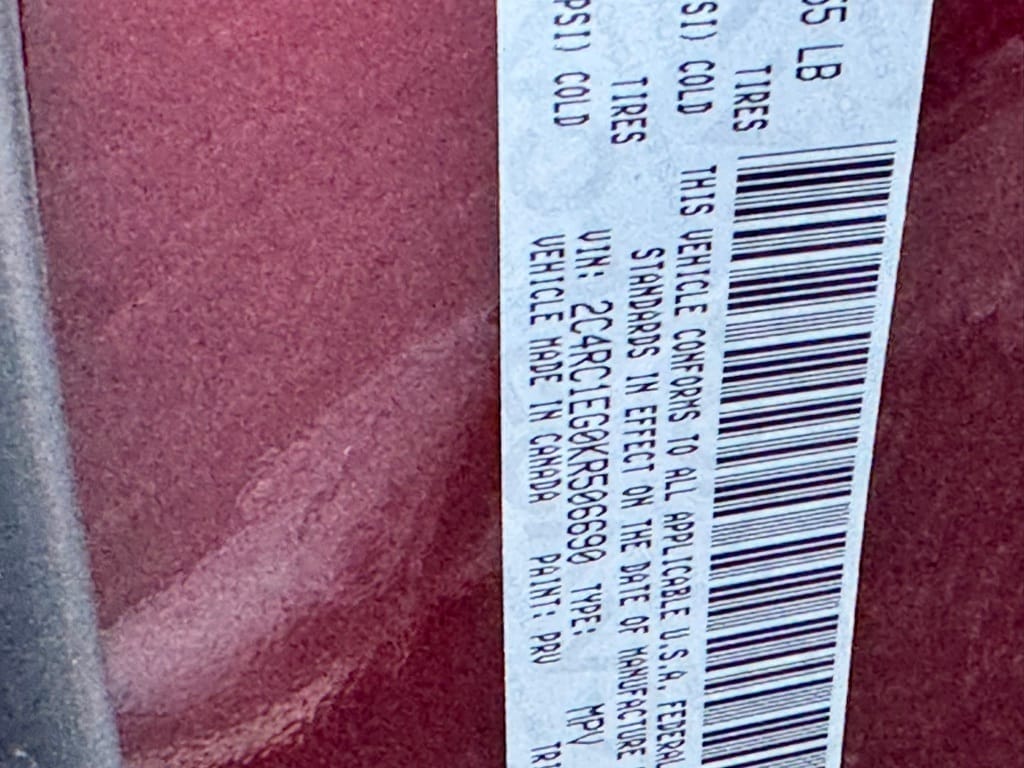 55 LB
TIRES
SI) COLD
TIRES
PSI) COLD
THIS VEHICLE CONFORMS TO ALL APPLICABLE U.S.A. FEDERAL
STANDARDS IN EFFECT ON THE DATE OF MANUFACTURE
VIN: 2C4RC1EG0KR506690 TYPE: MPV
VEHICLE MADE IN CANADA PAINT: PRV